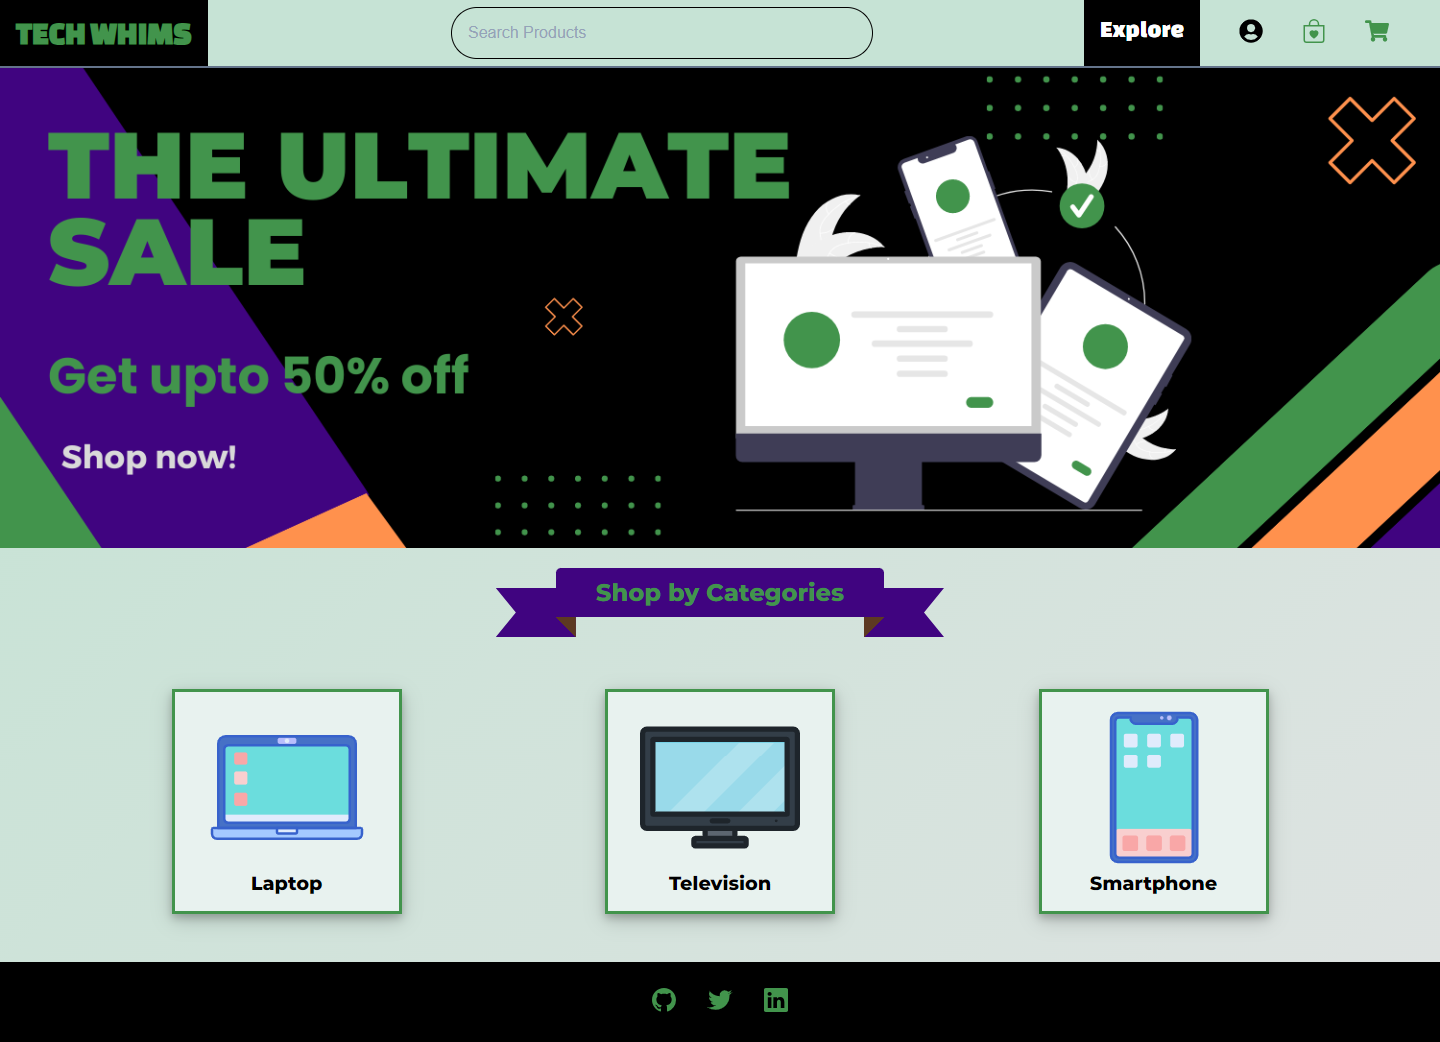 TECH WHIMS
Search Products
Explore
THE ULTIMATE
SALE
Get upto 50% off
Shop now!
Shop by Categories
Laptop
Television
Smartphone